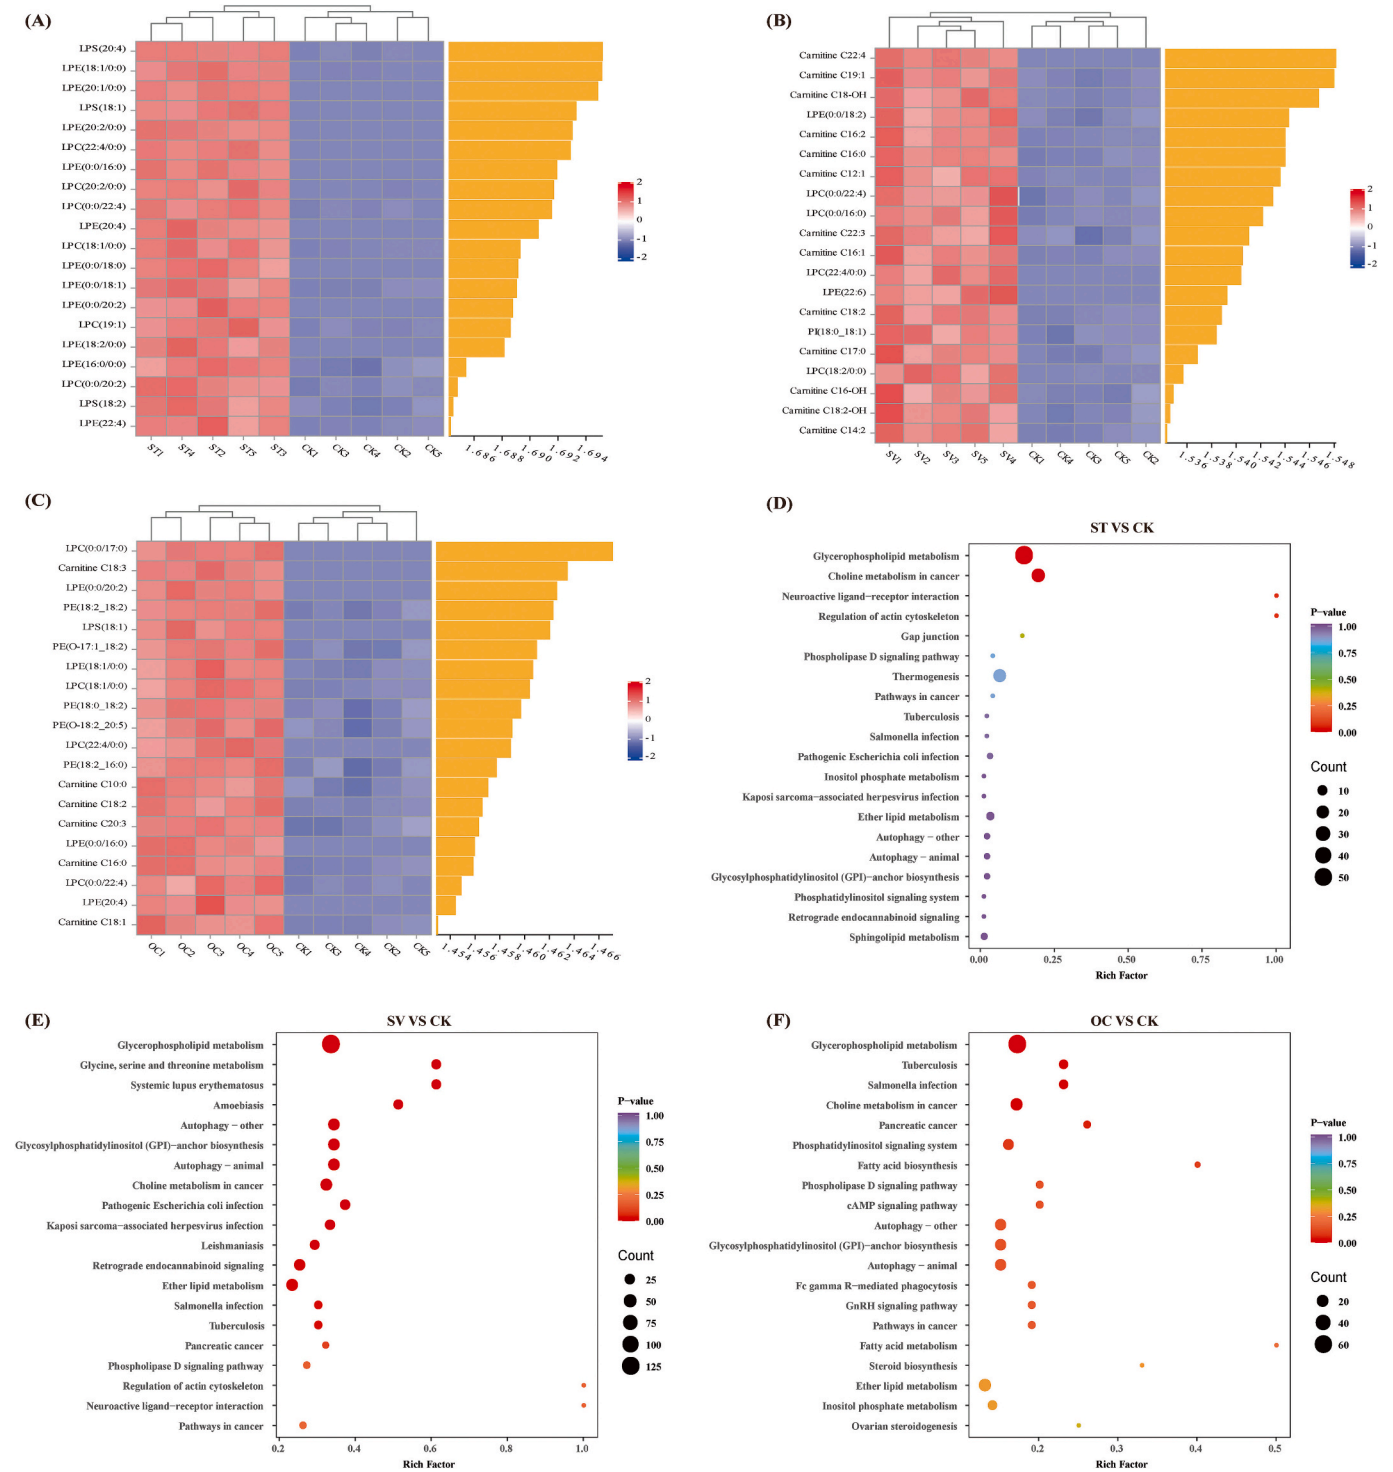 (A)
LPS(20:4)
LPE(18:1/0:0)
LPE(20:1/0:0)
LPS(18:1)
LPE(20:2/0:0)
LPC(22:4/0:0)
LPE(0:0/16:0)
LPC(20:2/0:0)
LPC(0:0/22:4)
LPE(20:4)
LPC(18:1/0:0)
LPE(0:0/18:0)
LPE(0:0/18:1)
LPE(0:0/20:2)
LPC(19:1)
LPE(18:2/0:0)
LPE(16:0/0:0)
LPC(0:0/20:2)
LPS(18:2)
LPE(22:4)
ST1 ST4 ST2 ST5 ST3 CK1 CK3 CK4 CK2 CK5
1.686 1.688 1.690 1.692 1.694
2
1
0
-1
-2
(B)
Carnitine C22:4
Carnitine C19:1
Carnitine C18-OH
LPE(0:0/18:2)
Carnitine C16:2
Carnitine C16:0
Carnitine C12:1
LPC(0:0/22:4)
LPC(0:0/16:0)
Carnitine C22:3
Carnitine C16:1
LPC(22:4/0:0)
LPE(22:6)
Carnitine C18:2
PI(18:0_18:1)
Carnitine C17:0
LPC(18:2/0:0)
Carnitine C16-OH
Carnitine C18:2-OH
Carnitine C14:2
SV1 SV2 SV3 SV5 SV4 CK1 CK4 CK3 CK5 CK2
1.536 1.538 1.540 1.542 1.544 1.546 1.548
2
1
0
-1
-2
(C)
LPC(0:0/17:0)
Carnitine C18:3
LPE(0:0/20:2)
PE(18:2_18:2)
LPS(18:1)
PE(O-17:1_18:2)
LPE(18:1/0:0)
LPC(18:1/0:0)
PE(18:0_18:2)
PE(O-18:2_20:5)
LPC(22:4/0:0)
PE(18:2_16:0)
Carnitine C10:0
Carnitine C18:2
Carnitine C20:3
LPE(0:0/16:0)
Carnitine C16:0
LPC(0:0/22:4)
LPE(20:4)
Carnitine C18:1
OC1 OC2 OC3 OC4 OC5 CK1 CK3 CK4 CK2 CK5
1.454 1.456 1.458 1.460 1.462 1.464 1.466
2
1
0
-1
-2
(D)
ST VS CK
Glycerophospholipid metabolism
Choline metabolism in cancer
Neuroactive ligand−receptor interaction
Regulation of actin cytoskeleton
Gap junction
Phospholipase D signaling pathway
Thermogenesis
Pathways in cancer
Tuberculosis
Salmonella infection
Pathogenic Escherichia coli infection
Inositol phosphate metabolism
Kaposi sarcoma−associated herpesvirus infection
Ether lipid metabolism
Autophagy − other
Autophagy − animal
Glycosylphosphatidylinositol (GPI)−anchor biosynthesis
Phosphatidylinositol signaling system
Retrograde endocannabinoid signaling
Sphingolipid metabolism
0.00 0.25 0.50 0.75 1.00
Rich Factor
P−value
1.00
0.75
0.50
0.25
0.00
Count
10
20
30
40
50
(E)
SV VS CK
Glycerophospholipid metabolism
Glycine, serine and threonine metabolism
Systemic lupus erythematosus
Amoebiasis
Autophagy − other
Glycosylphosphatidylinositol (GPI)−anchor biosynthesis
Autophagy − animal
Choline metabolism in cancer
Pathogenic Escherichia coli infection
Kaposi sarcoma−associated herpesvirus infection
Leishmaniasis
Retrograde endocannabinoid signaling
Ether lipid metabolism
Salmonella infection
Tuberculosis
Pancreatic cancer
Phospholipase D signaling pathway
Regulation of actin cytoskeleton
Neuroactive ligand−receptor interaction
Pathways in cancer
0.2 0.4 0.6 0.8 1.0
Rich Factor
P−value
1.00
0.75
0.50
0.25
0.00
Count
25
50
75
100
125
(F)
OC VS CK
Glycerophospholipid metabolism
Tuberculosis
Salmonella infection
Choline metabolism in cancer
Pancreatic cancer
Phosphatidylinositol signaling system
Fatty acid biosynthesis
Phospholipase D signaling pathway
cAMP signaling pathway
Autophagy − other
Glycosylphosphatidylinositol (GPI)−anchor biosynthesis
Autophagy − animal
Fc gamma R−mediated phagocytosis
GnRH signaling pathway
Pathways in cancer
Fatty acid metabolism
Steroid biosynthesis
Ether lipid metabolism
Inositol phosphate metabolism
Ovarian steroidogenesis
0.2 0.3 0.4 0.5
Rich Factor
P−value
1.00
0.75
0.50
0.25
0.00
Count
20
40
60